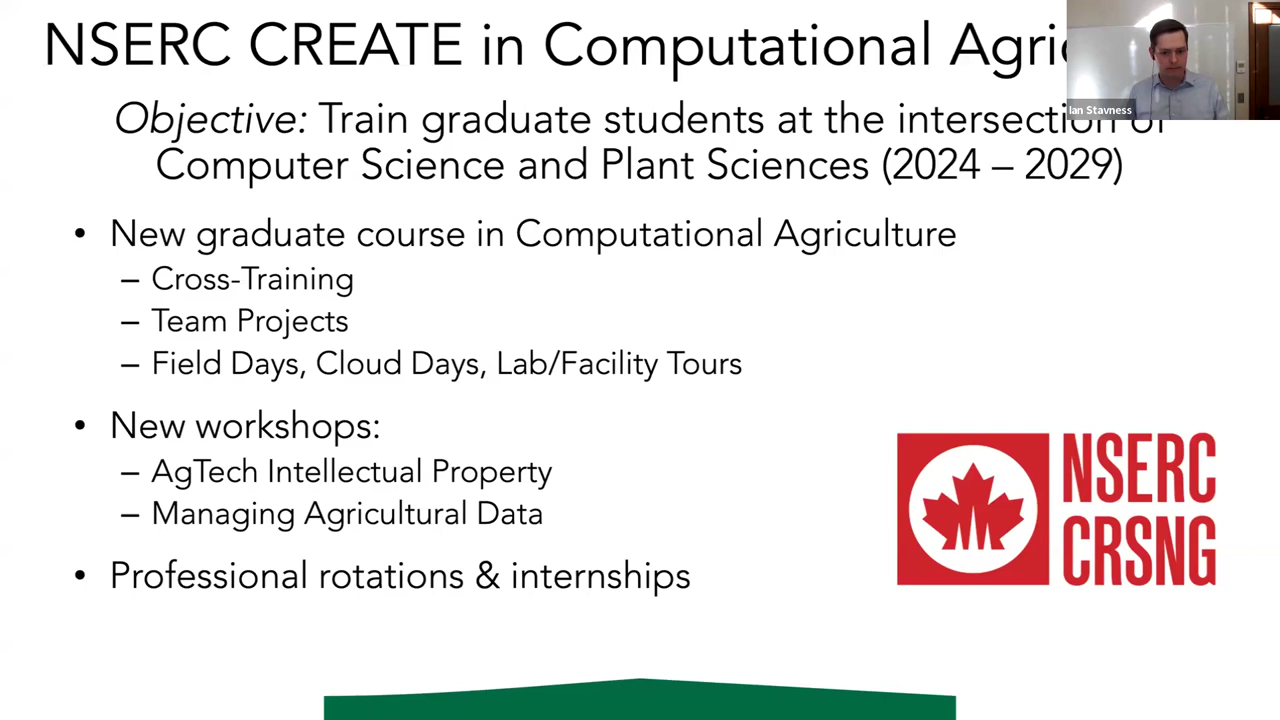 NSERC CREATE in Computational Agri
Ian Stavness
Objective: Train graduate students at the intersection of
Computer Science and Plant Sciences (2024 – 2029)
• New graduate course in Computational Agriculture
– Cross-Training
– Team Projects
– Field Days, Cloud Days, Lab/Facility Tours
• New workshops:
– AgTech Intellectual Property
– Managing Agricultural Data
• Professional rotations & internships
NSERC
CRSNG